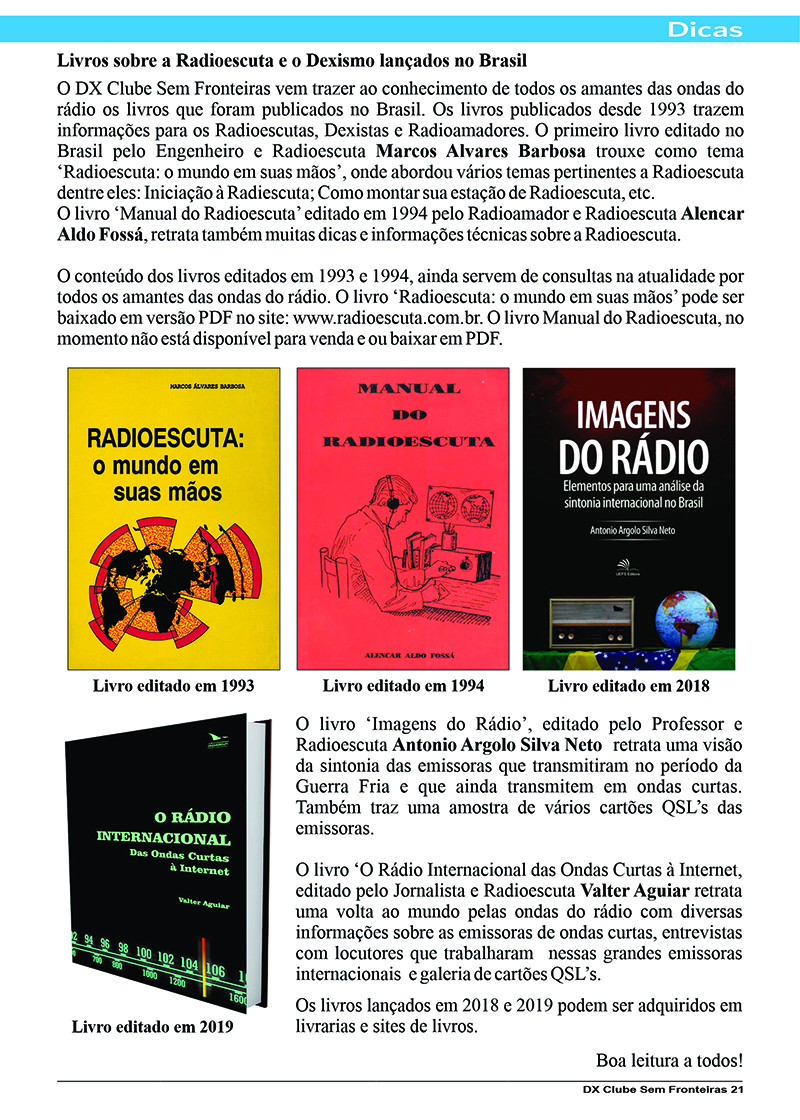 Dicas
Livros sobre a Radioescuta e o Dexismo lançados no Brasil
O DX Clube Sem Fronteiras vem trazer ao conhecimento de todos os amantes das ondas do
rádio os livros que foram publicados no Brasil. Os livros publicados desde 1993 trazem
informações para os Radioescutas, Dexistas e Radioamadores. O primeiro livro editado no
Brasil pelo Engenheiro e Radioescuta Marcos Alvares Barbosa trouxe como tema
‘Radioescuta: o mundo em suas mãos’, onde abordou vários temas pertinentes a Radioescuta
dentre eles: Iniciação à Radiescuta; Como montar sua estação de Radioescuta, etc.
O livro ‘Manual do Radioescuta’ editado em 1994 pelo Radioamador e Radioescuta Alencar
Aldo Fossá, retrata também muitas dicas e informações técnicas sobre a Radioescuta.
O conteúdo dos livros editados em 1993 e 1994, ainda servem de consultas na atualidade por
todos os amantes das ondas do rádio. O livro ‘Radioescuta: o mundo em suas mãos’ pode ser
baixado em versão PDF no site: www.radioescuta.com.br. O livro Manual do Radioescuta, no
momento não está disponível para venda e ou baixar em PDF.
MARCOS ÁLVARES BARBOSA
RADIOESCUTA:
o mundo em
suas mãos
Livro editado em 1993
MANUAL
DO
RADIOESCUTA
ALENCAR ALDO FOSSÁ
Livro editado em 1994
IMAGENS
DO RÁDIO
Elementos para uma análise da
sintonia internacional no Brasil
Antonio Argolo Silva Neto
UEFS Editora
Livro editado em 2018
O RÁDIO
INTERNACIONAL
Das Ondas Curtas
à Internet
Valter Aguiar
92 94 96 98 100 102 104 106
700 800 1000 1200 1600
Livro editado em 2019
O livro ‘Imagens do Rádio’, editado pelo Professor e
Radioescuta Antonio Argolo Silva Neto retrata uma visão
da sintonia das emissoras que transmitiram no período da
Guerra Fria e que ainda transmitem em ondas curtas.
Também traz uma amostra de vários cartões QSL’s das
emissoras.
O livro ‘O Rádio Internacional das Ondas Curtas à Internet,
editado pelo Jornalista e Radioescuta Valter Aguiar retrata
uma volta ao mundo pelas ondas do rádio com diversas
informações sobre as emissoras de ondas curtas, entrevistas
com locutores que trabalharam nessas grandes emissoras
internacionais e galeria de cartões QSL’s.
Os livros lançados em 2018 e 2019 podem ser adquiridos em
livrarias e sites de livros.
Boa leitura a todos!
DX Clube Sem Fronteiras 21